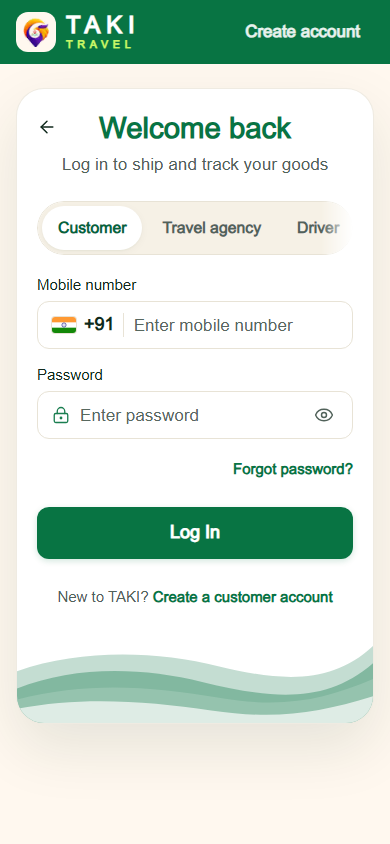 TAKI
TRAVEL
Create account
Welcome back
Log in to ship and track your goods
Customer Travel agency Driver
Mobile number
+91 Enter mobile number
Password
Enter password
Forgot password?
Log In
New to TAKI? Create a customer account